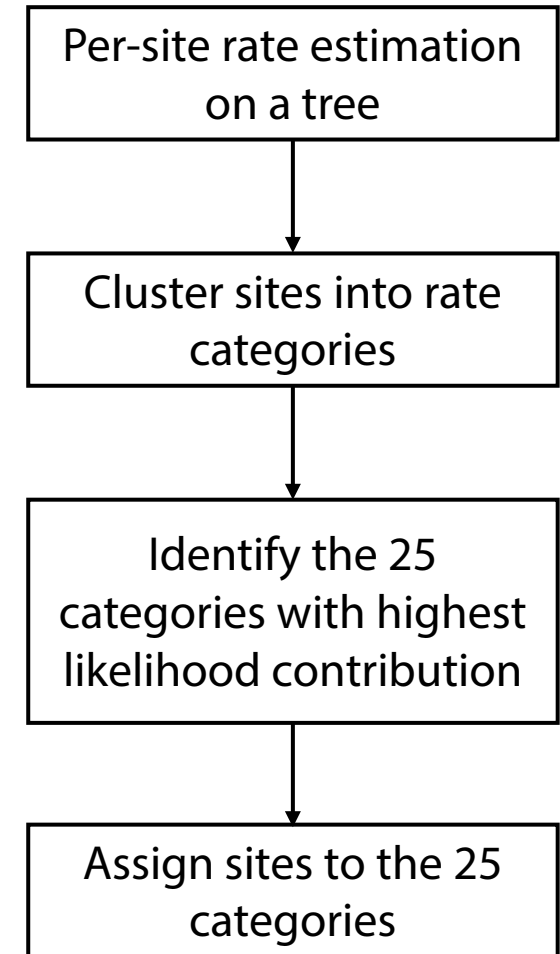 Per-site rate estimation
on a tree
Cluster sites into rate
categories
Identify the 25
categories with highest
likelihood contribution
Assign sites to the 25
categories